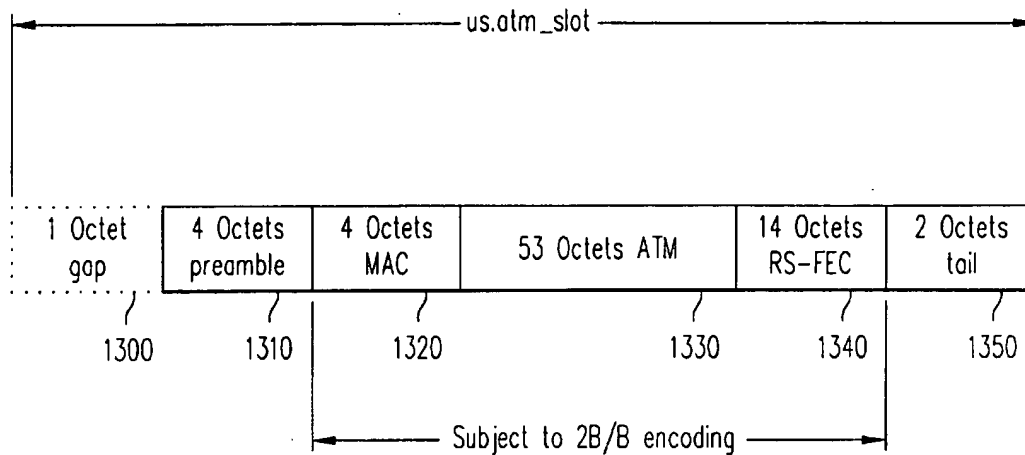 us.atm_slot
1 Octet
gap
4 Octets
preamble
4 Octets
MAC
53 Octets ATM
14 Octets
RS-FEC
2 Octets
tail
1300
1310
1320
1330
1340
1350
Subject to 2B/B encoding